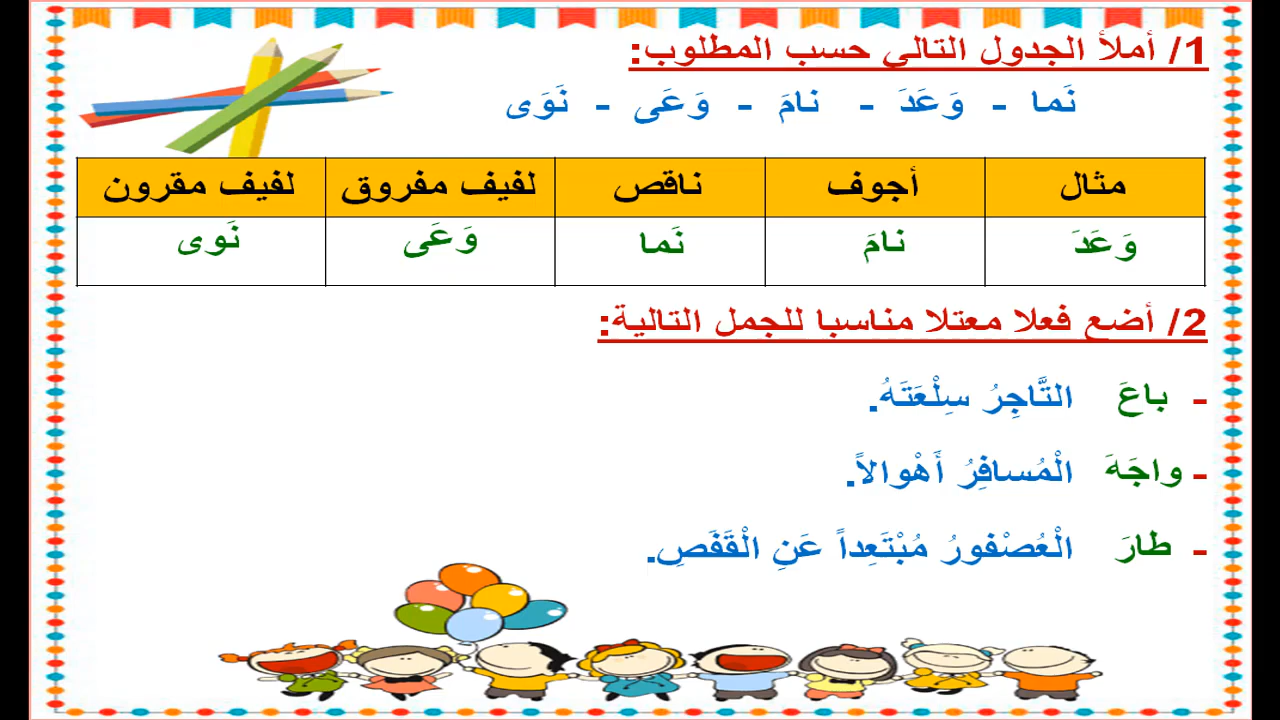 1/ أملأ الجدول التالي حسب المطلوب:
نَما - وَعَدَ - نامَ - وَعَى - نَوَى
مثال أجوف ناقص لفيف مفروق لفيف مقرون
وَعَدَ نامَ نَما وَعَى نَوى
2/ أضع فعلا معتلا مناسبا للجمل التالية:
- باعَ التَّاجِرُ سِلْعَتَهُ.
- واجَهَ الْمُسافِرُ أَهْوالاً.
- طارَ الْعُصْفورُ مُبْتَعِداً عَنِ الْقَفَصِ.